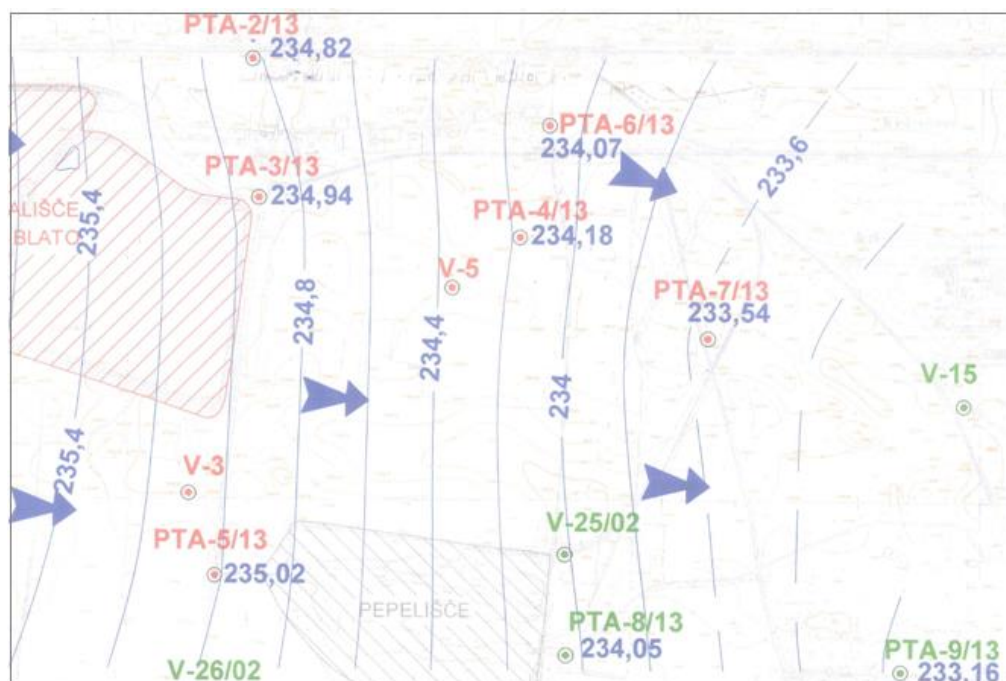 PTA-2/13
234,82
PTA-6/13
234,07
233,6
PTA-3/13
234,94
235,4
ALIŠČE
BLATO
PTA-4/13
234,18
V-5
234,8
234,4
PTA-7/13
233,54
234
V-15
235,4
V-3
V-25/02
PTA-5/13
235,02
PEPELIŠČE
PTA-8/13
234,05
PTA-9/13
233,16
V-26/02